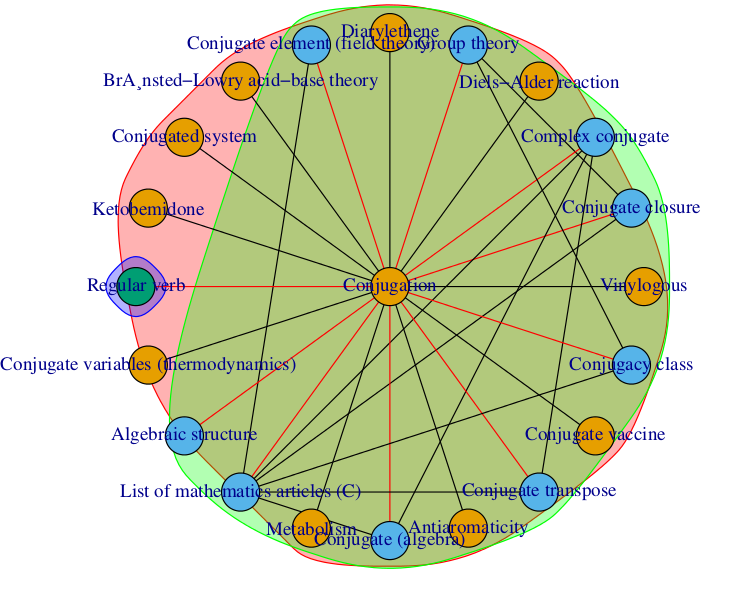 Diarylethene
Conjugate element (field theory)
Group theory
BrA¸nsted−Lowry acid−base theory
Diels−Alder reaction
Conjugated system
Complex conjugate
Ketobemidone
Conjugate closure
Regular verb
Conjugation
Vinylogous
Conjugate variables (thermodynamics)
Conjugacy class
Algebraic structure
Conjugate vaccine
List of mathematics articles (C)
Conjugate transpose
Metabolism
Antiaromaticity
Conjugate (algebra)